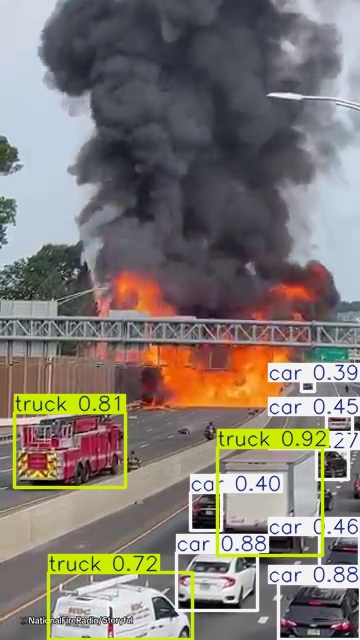 car 0.39
truck 0.81
car 0.45
truck 0.92
.27
car 0.40
car 0.46
car 0.88
truck 0.72
car 0.88
NationalFireRadio/Storyful